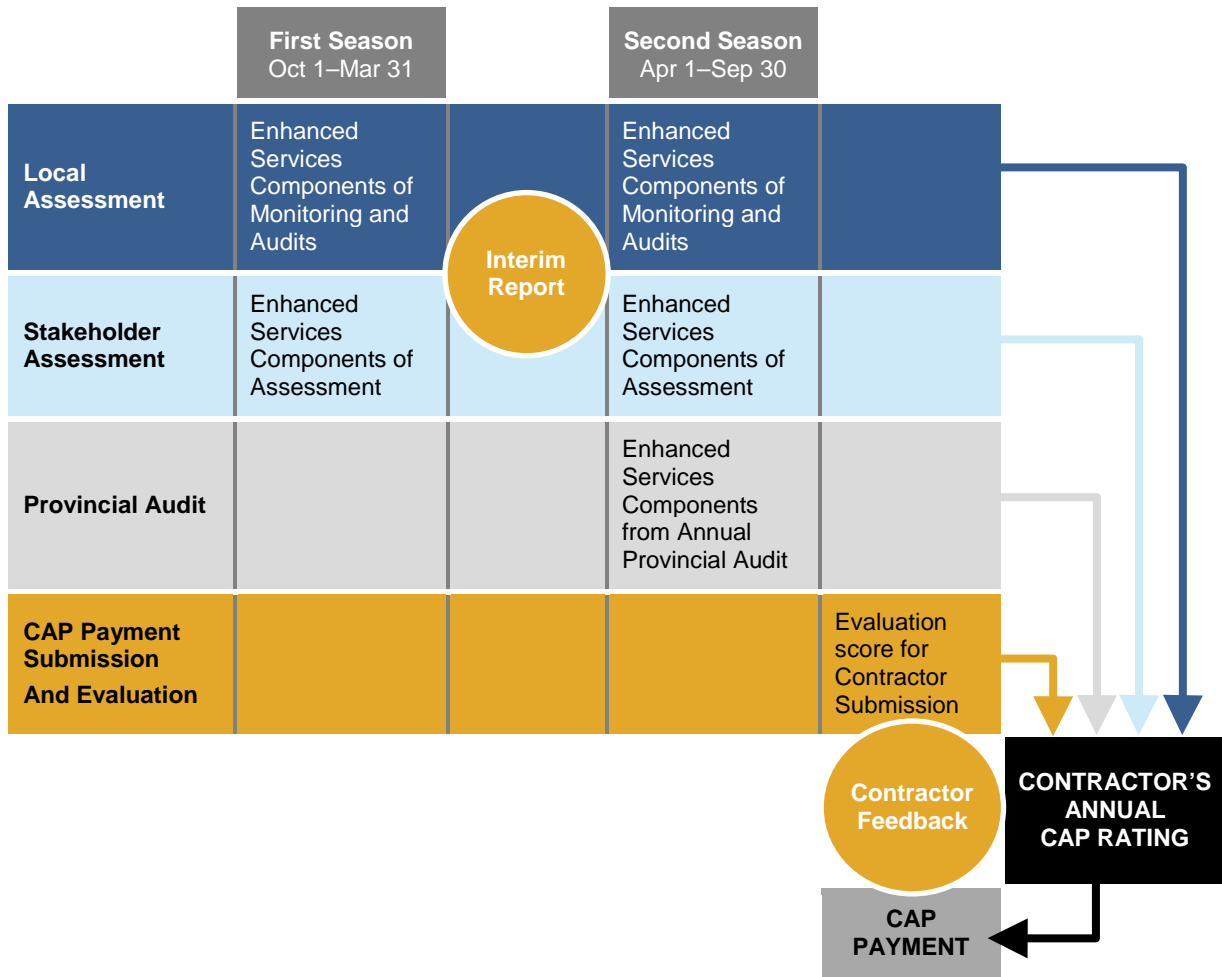 First Season
Oct 1–Mar 31
Second Season
Apr 1–Sep 30
Local
Assessment
Enhanced
Services
Components of
Monitoring and
Audits
Interim
Report
Enhanced
Services
Components of
Monitoring and
Audits
Stakeholder
Assessment
Enhanced
Services
Components of
Assessment
Enhanced
Services
Components of
Assessment
Provincial Audit
Enhanced
Services
Components
from Annual
Provincial Audit
CAP Payment
Submission
And Evaluation
Evaluation
score for
Contractor
Submission
Contractor
Feedback
CONTRACTOR’S
ANNUAL
CAP RATING
CAP
PAYMENT